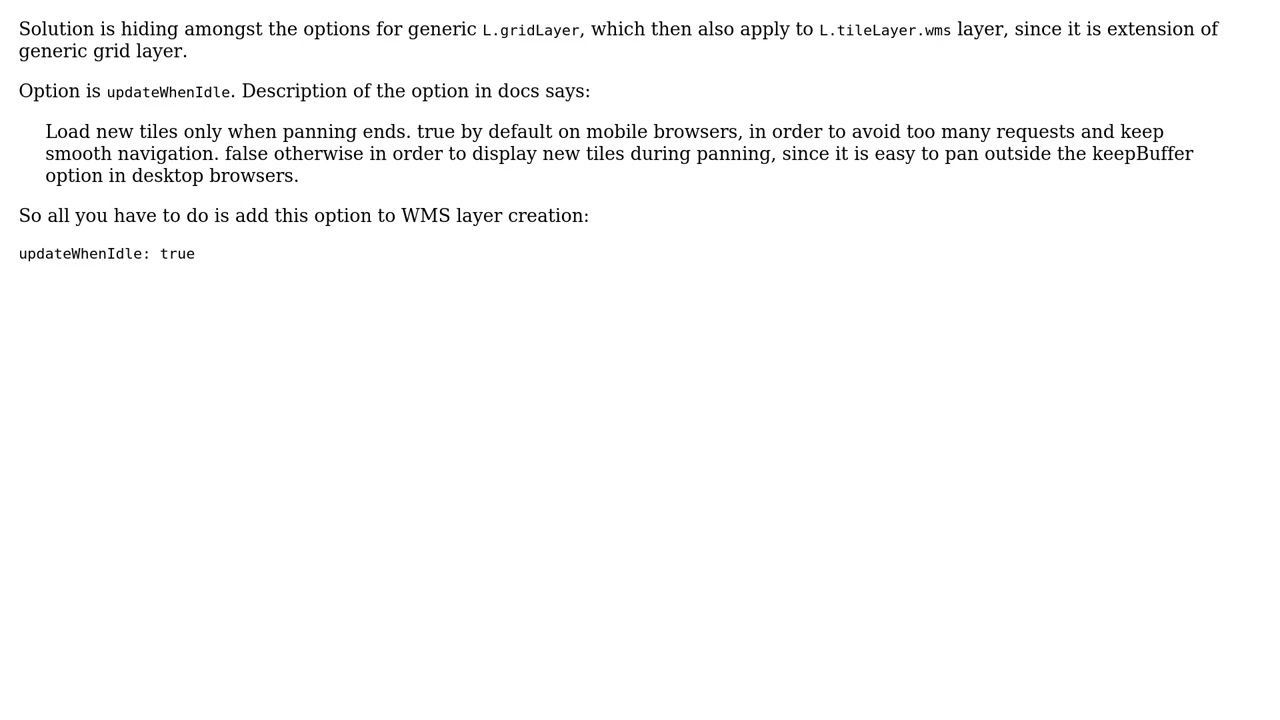 Solution is hiding amongst the options for generic L.gridLayer, which then also apply to L.tileLayer.wms layer, since it is extension of
generic grid layer.
Option is updateWhenIdle. Description of the option in docs says:
Load new tiles only when panning ends. true by default on mobile browsers, in order to avoid too many requests and keep
smooth navigation. false otherwise in order to display new tiles during panning, since it is easy to pan outside the keepBuffer
option in desktop browsers.
So all you have to do is add this option to WMS layer creation:
updateWhenIdle: true